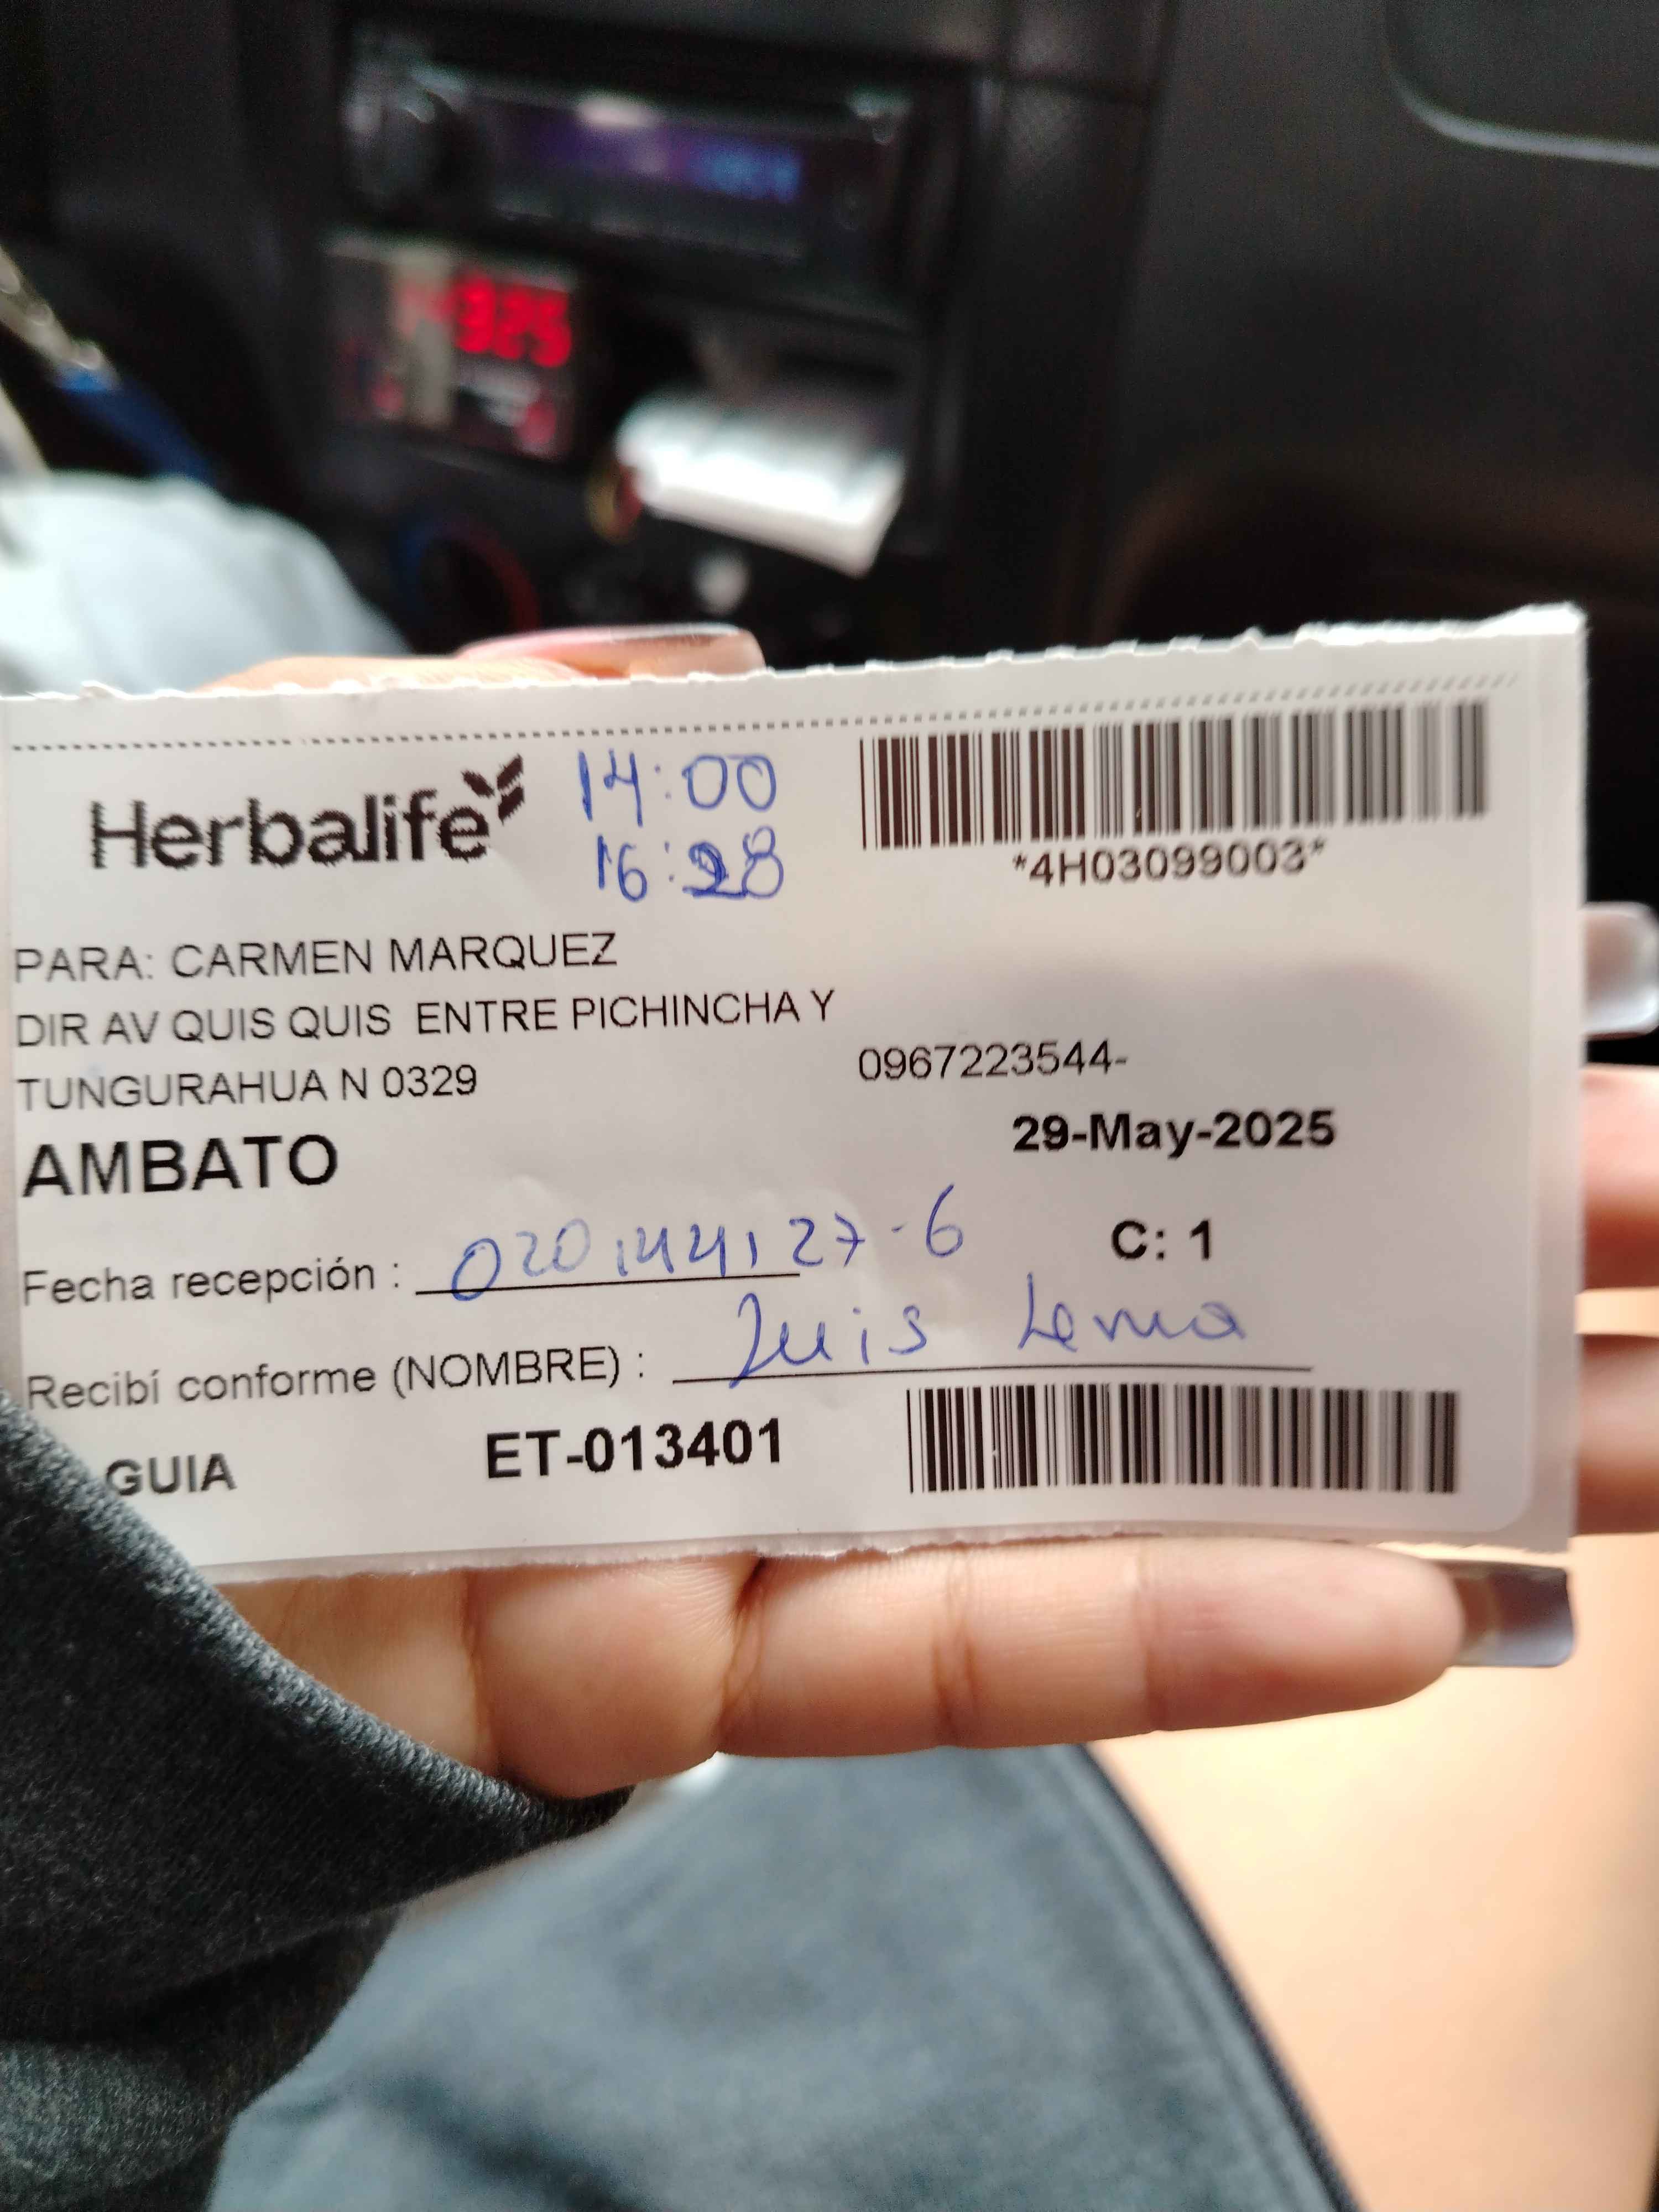 325
Herbalife
14:00
16:28
*4H03099003*
PARA: CARMEN MARQUEZ
DIR AV QUIS QUIS ENTRE PICHINCHA Y
TUNGURAHUA N 0329
0967223544-
AMBATO
29-May-2025
Fecha recepción : 020144127-6
C: 1
Recibí conforme (NOMBRE) : Luis Lema
GUIA ET-013401